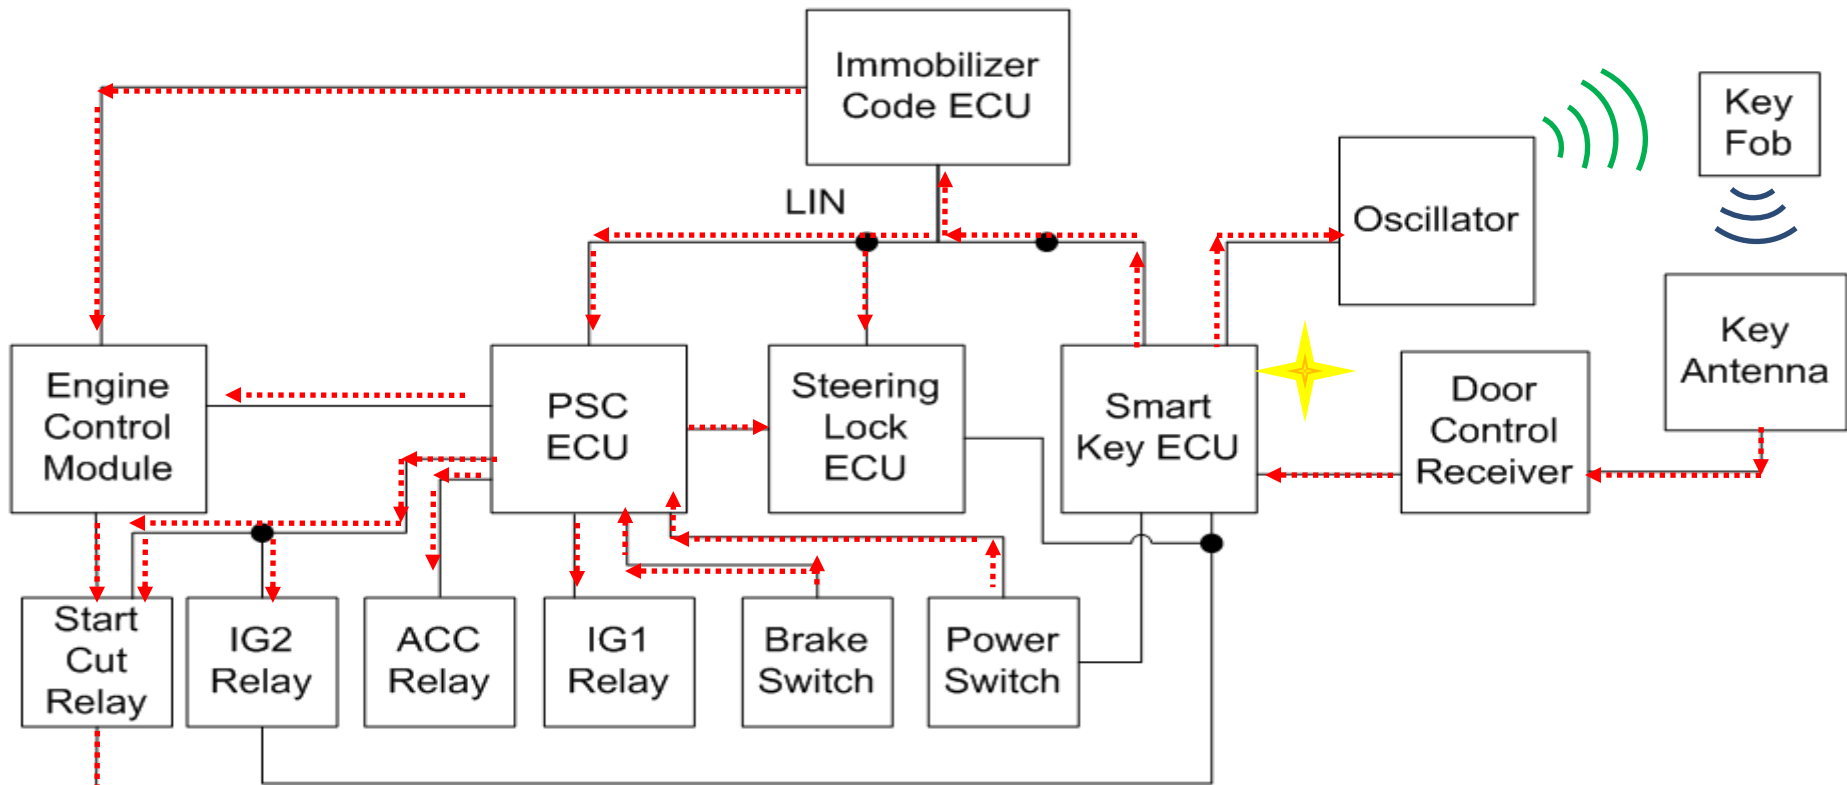 Immobilizer
Code ECU
Key
Fob
LIN
Oscillator
Key
Antenna
Engine
Control
Module
PSC
ECU
Steering
Lock
ECU
Smart
Key ECU
Door
Control
Receiver
Start
Cut
Relay
IG2
Relay
ACC
Relay
IG1
Relay
Brake
Switch
Power
Switch